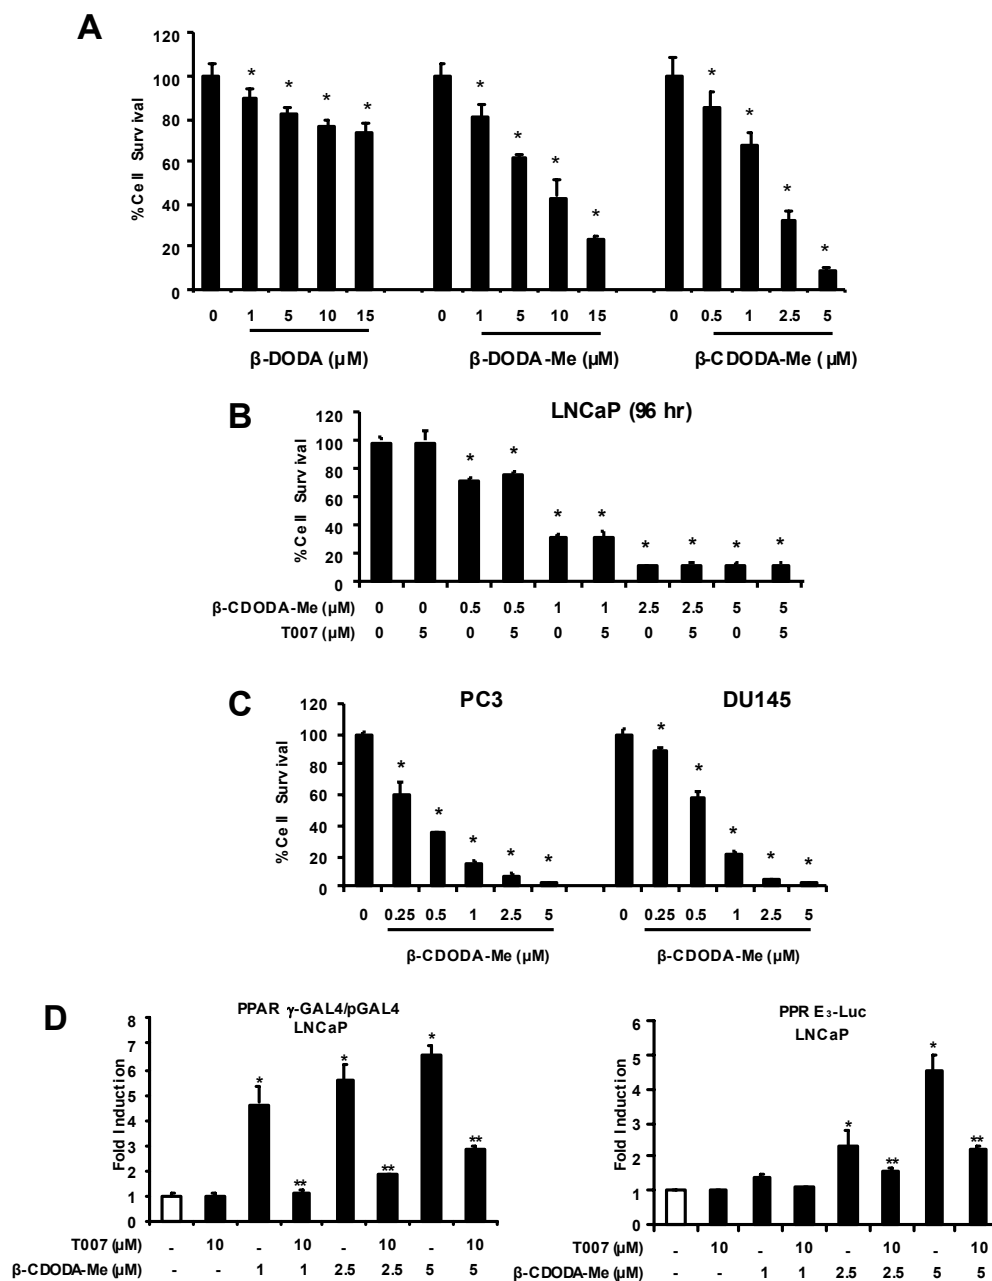 A
120
100
80
60
40
20
0
% Cell Survival
* * * * * * * * * * * *
0 1 5 10 15 0 1 5 10 15 0 0.5 1 2.5 5
β-DODA (µM) β-DODA-Me (µM) β-CDODA-Me (µM)
B
LNCaP (96 hr)
120
100
80
60
40
20
0
% Cell Survival
* * * * * * * *
β-CDODA-Me (µM) 0 0 0.5 0.5 1 1 2.5 2.5 5 5
T007 (µM) 0 5 0 5 0 5 0 5 0 5
C
PC3 DU145
120
100
80
60
40
20
0
% Cell Survival
* * * * * * * * * *
0 0.25 0.5 1 2.5 5 0 0.25 0.5 1 2.5 5
β-CDODA-Me (µM) β-CDODA-Me (µM)
D
PPAR γ-GAL4/pGAL4
LNCaP
8
7
6
5
4
3
2
1
0
Fold Induction
* ** * ** * **
T007 (µM) - 10 - 10 - 10 - 10
β-CDODA-Me (µM) - - 1 1 2.5 2.5 5 5
PPRE₃-Luc
LNCaP
6
5
4
3
2
1
0
Fold Induction
* ** * **
T007 (µM) - 10 - 10 - 10 - 10
β-CDODA-Me (µM) - - 1 1 2.5 2.5 5 5